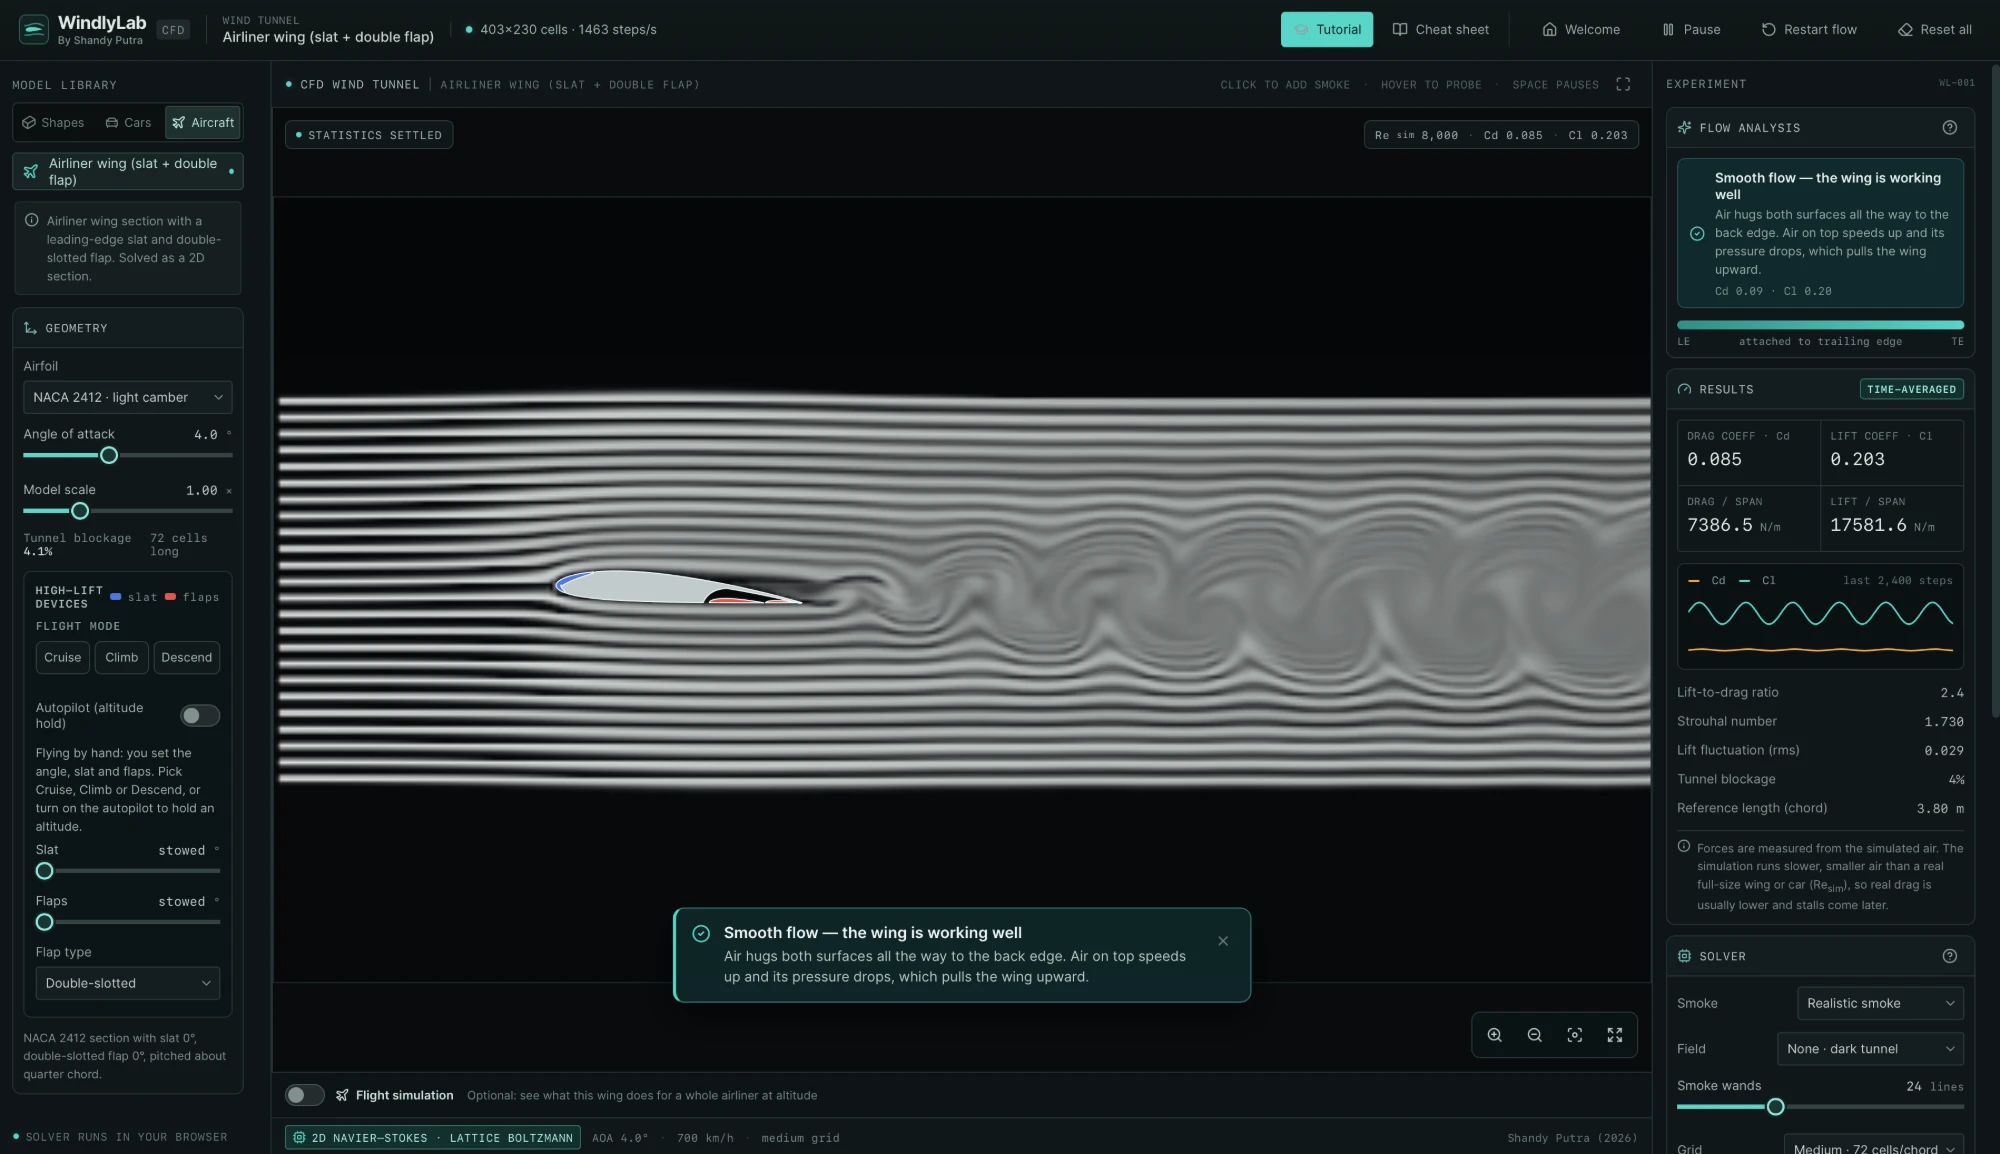 WindlyLab
By Shandy Putra
CFD
WIND TUNNEL
Airliner wing (slat + double flap)
403×230 cells · 1463 steps/s
Tutorial
Cheat sheet
Welcome
Pause
Restart flow
Reset all
MODEL LIBRARY
Shapes
Cars
Aircraft
Airliner wing (slat + double
flap)
Airliner wing section with a
leading-edge slat and double-
slotted flap. Solved as a 2D
section.
GEOMETRY
Airfoil
NACA 2412 · light camber
Angle of attack 4.0 °
Model scale 1.00 ×
Tunnel blockage 72 cells
4.1% long
HIGH-LIFT
DEVICES slat flaps
FLIGHT MODE
Cruise Climb Descend
Autopilot (altitude
hold)
Flying by hand: you set the
angle, slat and flaps. Pick
Cruise, Climb or Descend, or
turn on the autopilot to hold an
altitude.
Slat stowed °
Flaps stowed °
Flap type
Double-slotted
NACA 2412 section with slat 0°,
double-slotted flap 0°, pitched about
quarter chord.
SOLVER RUNS IN YOUR BROWSER
CFD WIND TUNNEL | AIRLINER WING (SLAT + DOUBLE FLAP)
CLICK TO ADD SMOKE · HOVER TO PROBE · SPACE PAUSES
STATISTICS SETTLED
Re sim 8,000 · Cd 0.085 · Cl 0.203
Smooth flow — the wing is working well
Air hugs both surfaces all the way to the back edge. Air on top speeds
up and its pressure drops, which pulls the wing upward.
Flight simulation Optional: see what this wing does for a whole airliner at altitude
2D NAVIER-STOKES · LATTICE BOLTZMANN AOA 4.0° · 700 km/h · medium grid
Shandy Putra (2026)
EXPERIMENT WL-001
FLOW ANALYSIS
Smooth flow — the wing is working
well
Air hugs both surfaces all the way to the
back edge. Air on top speeds up and its
pressure drops, which pulls the wing
upward.
Cd 0.09 · Cl 0.20
LE attached to trailing edge TE
RESULTS TIME-AVERAGED
DRAG COEFF · Cd LIFT COEFF · Cl
0.085 0.203
DRAG / SPAN LIFT / SPAN
7386.5 N/m 17581.6 N/m
Cd Cl last 2,400 steps
Lift-to-drag ratio 2.4
Strouhal number 1.730
Lift fluctuation (rms) 0.029
Tunnel blockage 4%
Reference length (chord) 3.80 m
Forces are measured from the simulated air. The
simulation runs slower, smaller air than a real
full-size wing or car (Resim), so real drag is
usually lower and stalls come later.
SOLVER
Smoke Realistic smoke
Field None · dark tunnel
Smoke wands 24 lines
Grid Medium · 72 cells/chord